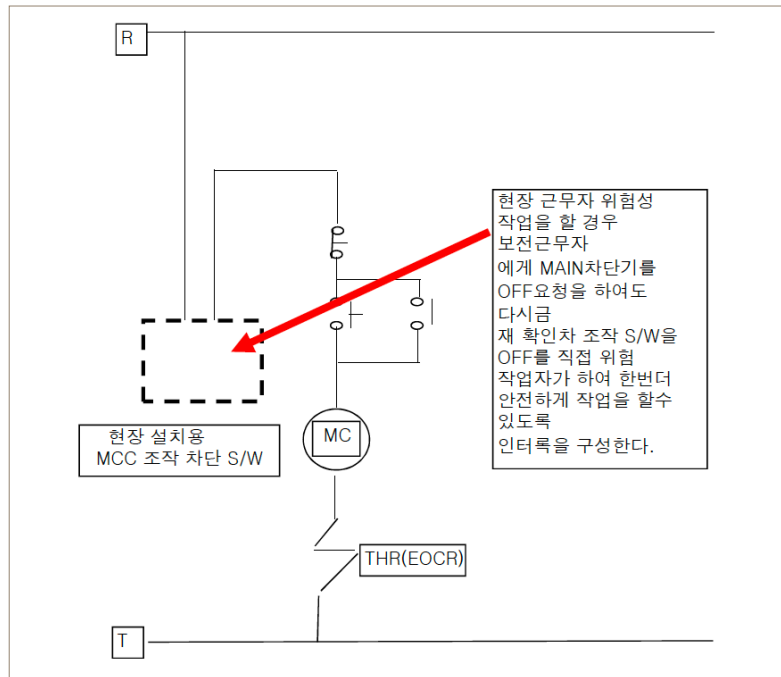 R
현장 근무자 위험성
작업을 할 경우
보전근무자
에게 MAIN차단기를
OFF요청을 하여도
다시금
재 확인차 조작 S/W을
OFF를 직접 위험
작업자가 하여 한번더
안전하게 작업을 할수
있도록
인터록을 구성한다.
현장 설치용
MCC 조작 차단 S/W
MC
THR(EOCR)
T